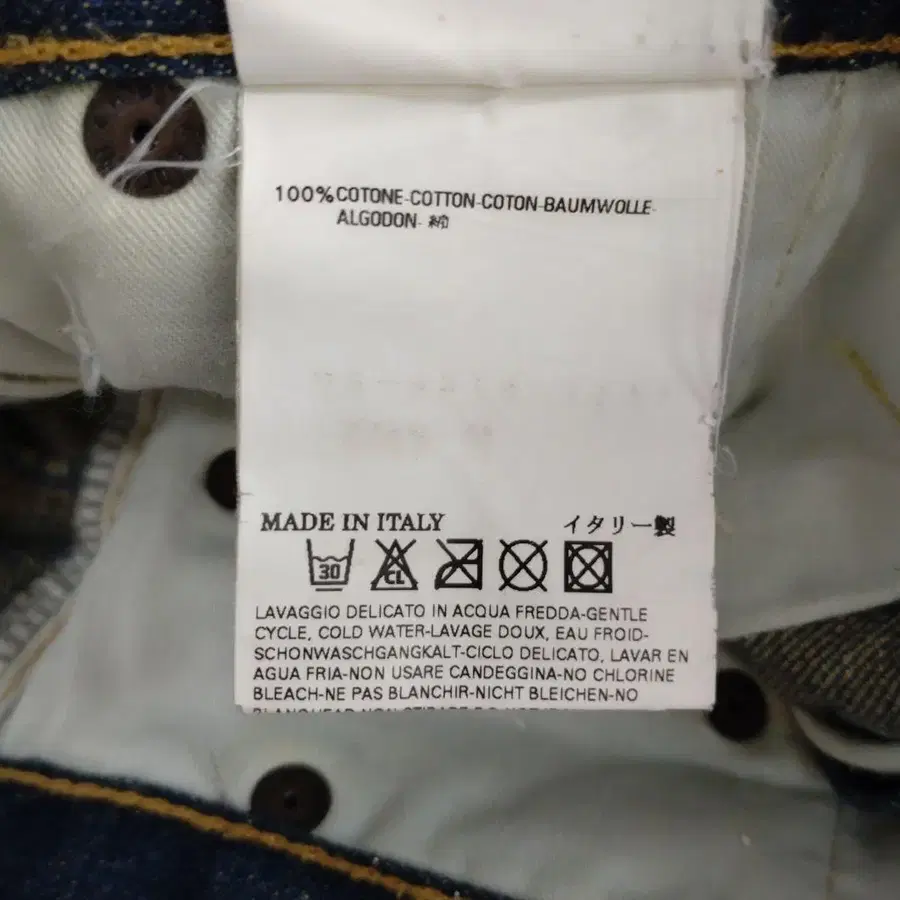 100% COTONE-COTTON-COTON-BAUMWOLLE-
ALGODON- 綿
MADE IN ITALY イタリー製
30 CL
LAVAGGIO DELICATO IN ACQUA FREDDA-GENTLE
CYCLE, COLD WATER-LAVAGE DOUX, EAU FROID-
SCHONWASCHGANGKALT-CICLO DELICATO, LAVAR EN
AGUA FRIA-NON USARE CANDEGGINA-NO CHLORINE
BLEACH-NE PAS BLANCHIR-NICHT BLEICHEN-NO